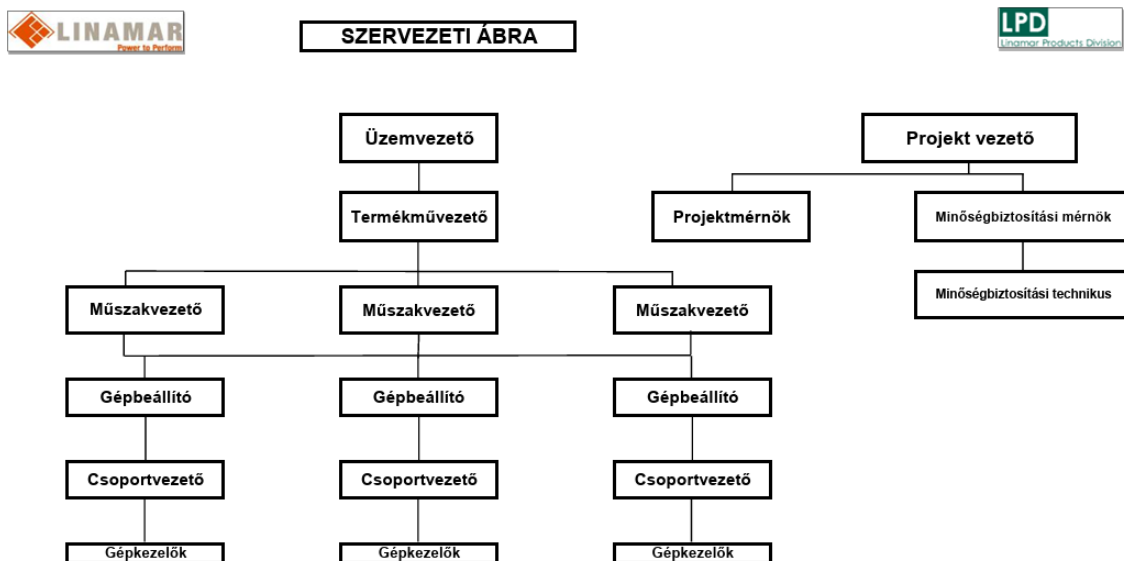 LINAMAR
Power to Perform
SZERVEZETI ÁBRA
LPD
Linamar Products Division
Üzemvezető
Projekt vezető
Termékművezető
Projektmérnök
Minőségbiztosítási mérnök
Minőségbiztosítási technikus
Műszakvezető
Műszakvezető
Műszakvezető
Gépbeállító
Gépbeállító
Gépbeállító
Csoportvezető
Csoportvezető
Csoportvezető
Gépkezelők
Gépkezelők
Gépkezelők